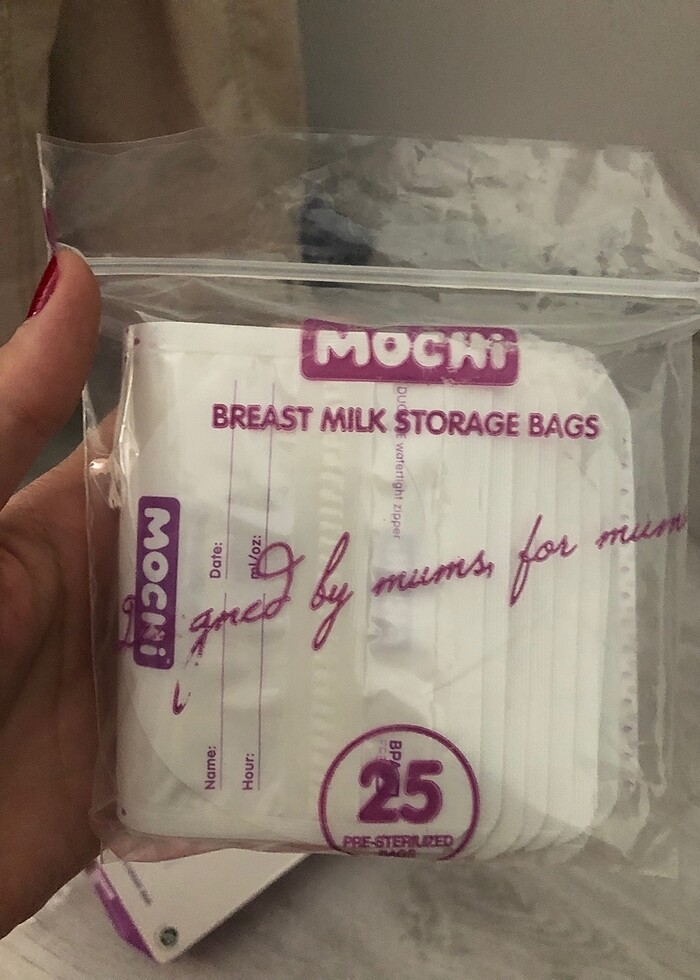 MOCHi
BREAST MILK STORAGE BAGS
watertight zipper
MOCHi
Date:
ml/oz:
by mums, for mum
Name:
Hour:
BPA
25
PRE-STERILIZED
BAGS